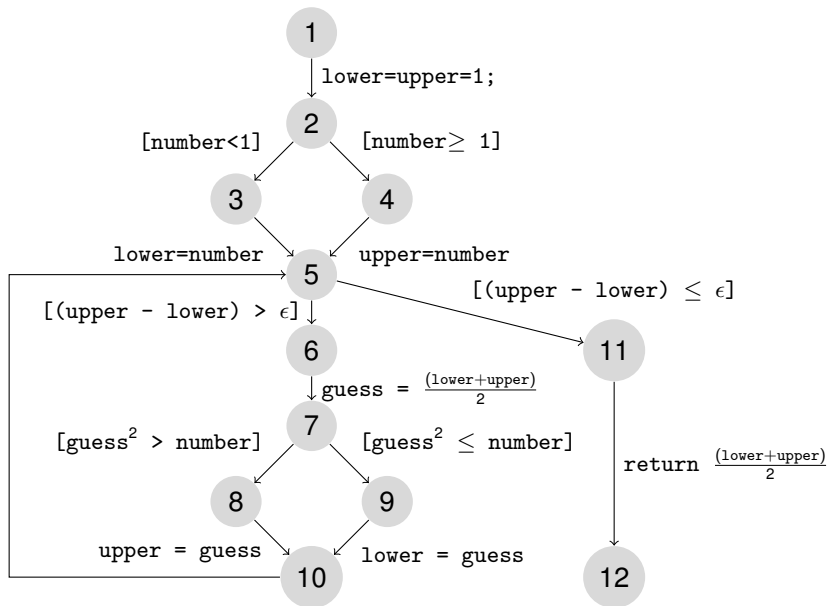 1
lower=upper=1;
2
[number<1] [number≥ 1]
3 4
lower=number upper=number
5
[(upper - lower) > ϵ] [(upper - lower) ≤ ϵ]
6 11
guess = (lower+upper)/2
7
[guess² > number] [guess² ≤ number]
return (lower+upper)/2
8 9
upper = guess lower = guess
10 12